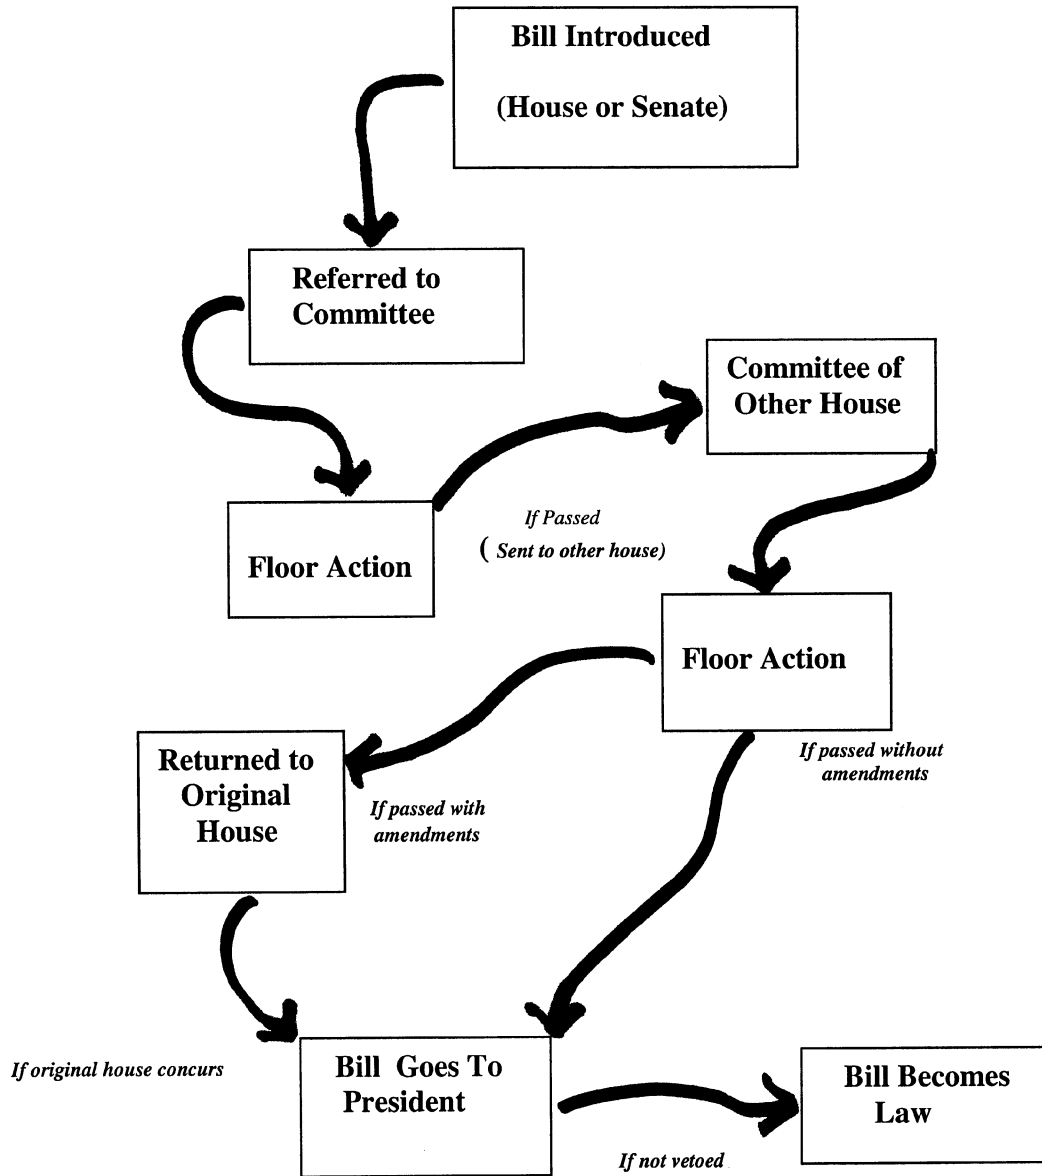 Bill Introduced
(House or Senate)
Referred to
Committee
Committee of
Other House
Floor Action
If Passed
( Sent to other house)
Floor Action
Returned to
Original
House
If passed with
amendments
If passed without
amendments
If original house concurs
Bill Goes To
President
If not vetoed
Bill Becomes
Law